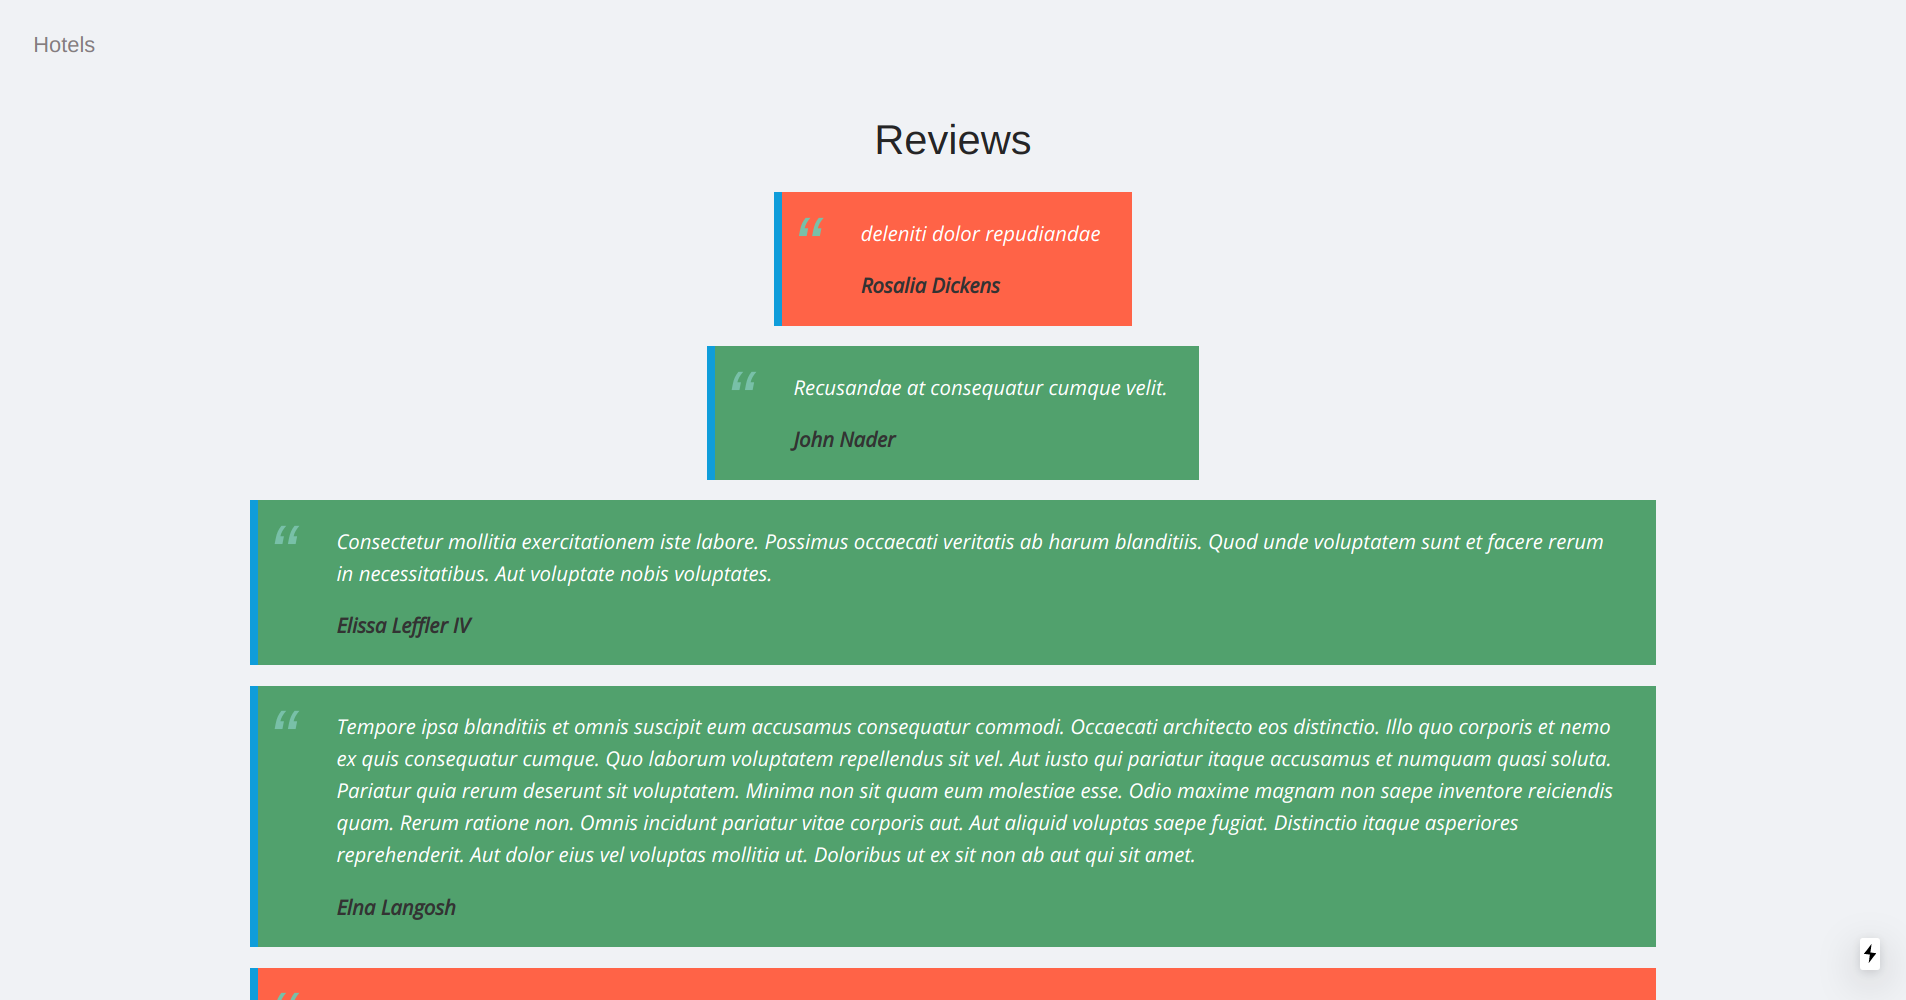 Hotels
Reviews
“ deleniti dolor repudiandae
Rosalia Dickens
“ Recusandae at consequatur cumque velit.
John Nader
“ Consectetur mollitia exercitationem iste labore. Possimus occaecati veritatis ab harum blanditiis. Quod unde voluptatem sunt et facere rerum
in necessitatibus. Aut voluptate nobis voluptates.
Elissa Leffler IV
“ Tempore ipsa blanditiis et omnis suscipit eum accusamus consequatur commodi. Occaecati architecto eos distinctio. Illo quo corporis et nemo
ex quis consequatur cumque. Quo laborum voluptatem repellendus sit vel. Aut iusto qui pariatur itaque accusamus et numquam quasi soluta.
Pariatur quia rerum deserunt sit voluptatem. Minima non sit quam eum molestiae esse. Odio maxime magnam non saepe inventore reiciendis
quam. Rerum ratione non. Omnis incidunt pariatur vitae corporis aut. Aut aliquid voluptas saepe fugiat. Distinctio itaque asperiores
reprehenderit. Aut dolor eius vel voluptas mollitia ut. Doloribus ut ex sit non ab aut qui sit amet.
Elna Langosh
“